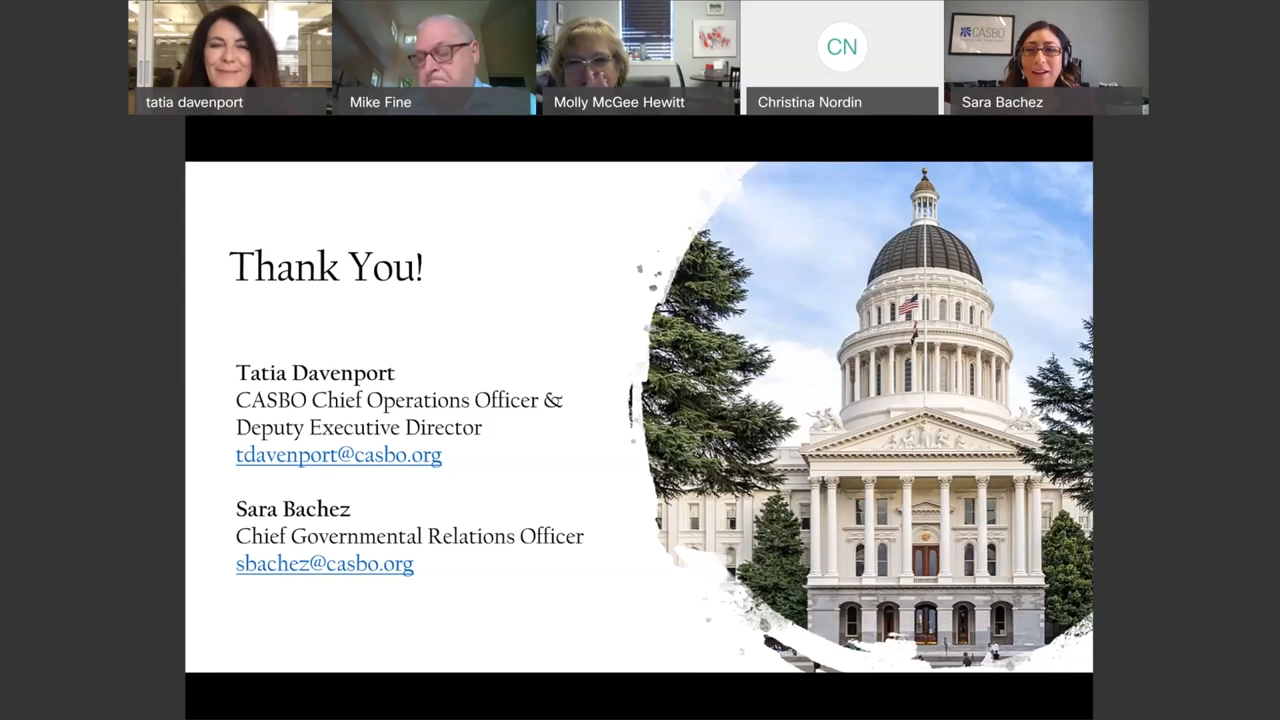 tatia davenport
Mike Fine
Molly McGee Hewitt
CN
Christina Nordin
CASBO
Sara Bachez
Thank You!
Tatia Davenport
CASBO Chief Operations Officer &
Deputy Executive Director
tdavenport@casbo.org
Sara Bachez
Chief Governmental Relations Officer
sbachez@casbo.org